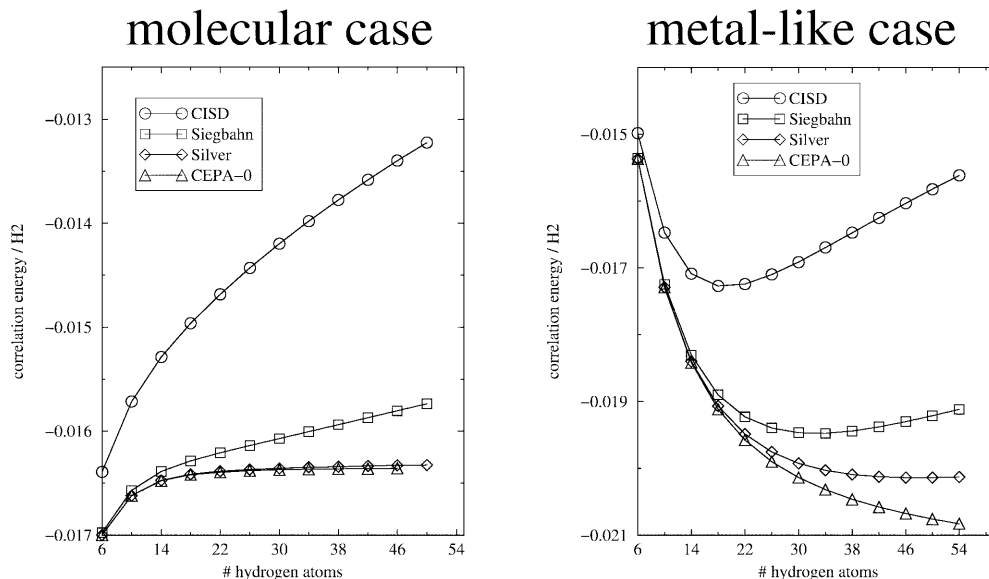 molecular case
CISD
Siegbahn
Silver
CEPA-0
-0.013
-0.014
-0.015
-0.016
-0.017
correlation energy / H2
6
14
22
30
38
46
54
# hydrogen atoms
metal-like case
CISD
Siegbahn
Silver
CEPA-0
-0.015
-0.017
-0.019
-0.021
correlation energy / H2
6
14
22
30
38
46
54
# hydrogen atoms